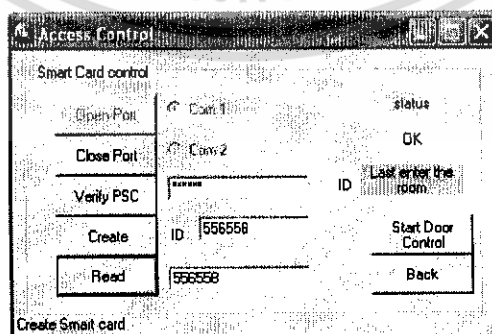 Access Control
Smart Card control
Open Port
Com 1
status
Close Port
Com 2
OK
Verify PSC
******
ID
Last enter the room
Create
ID
556558
Start Door Control
Read
556558
Back
Create Smart card